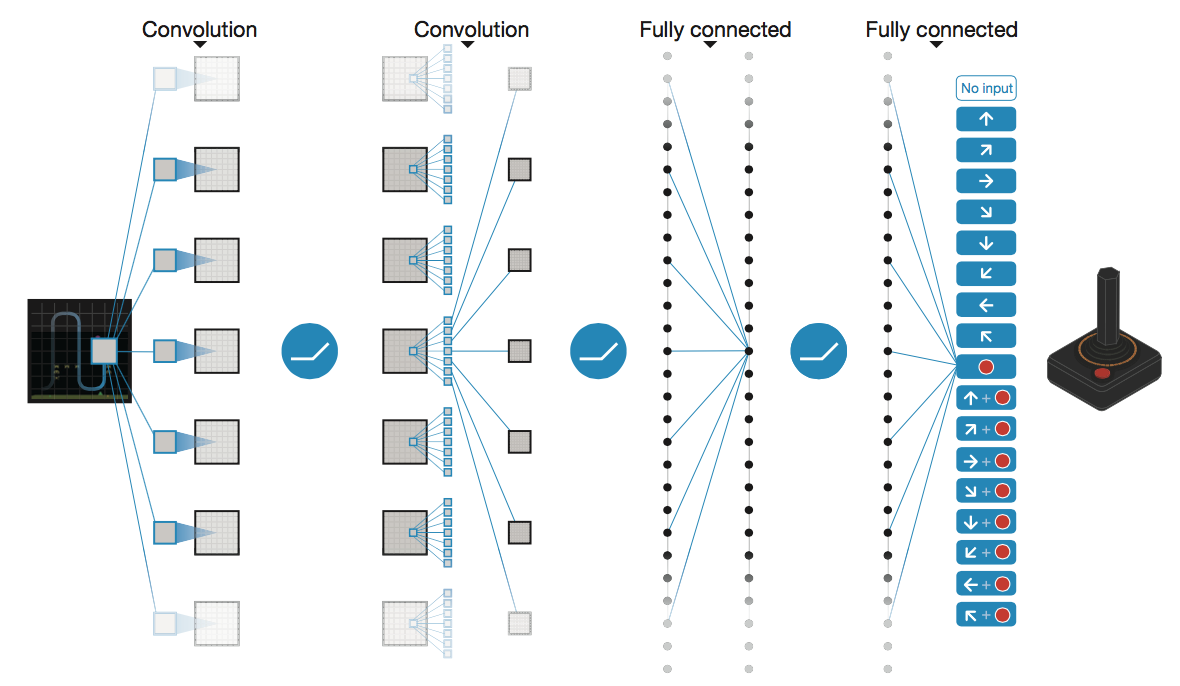 Convolution
Convolution
Fully connected
Fully connected
No input
+
+
+
+
+
+
+
+